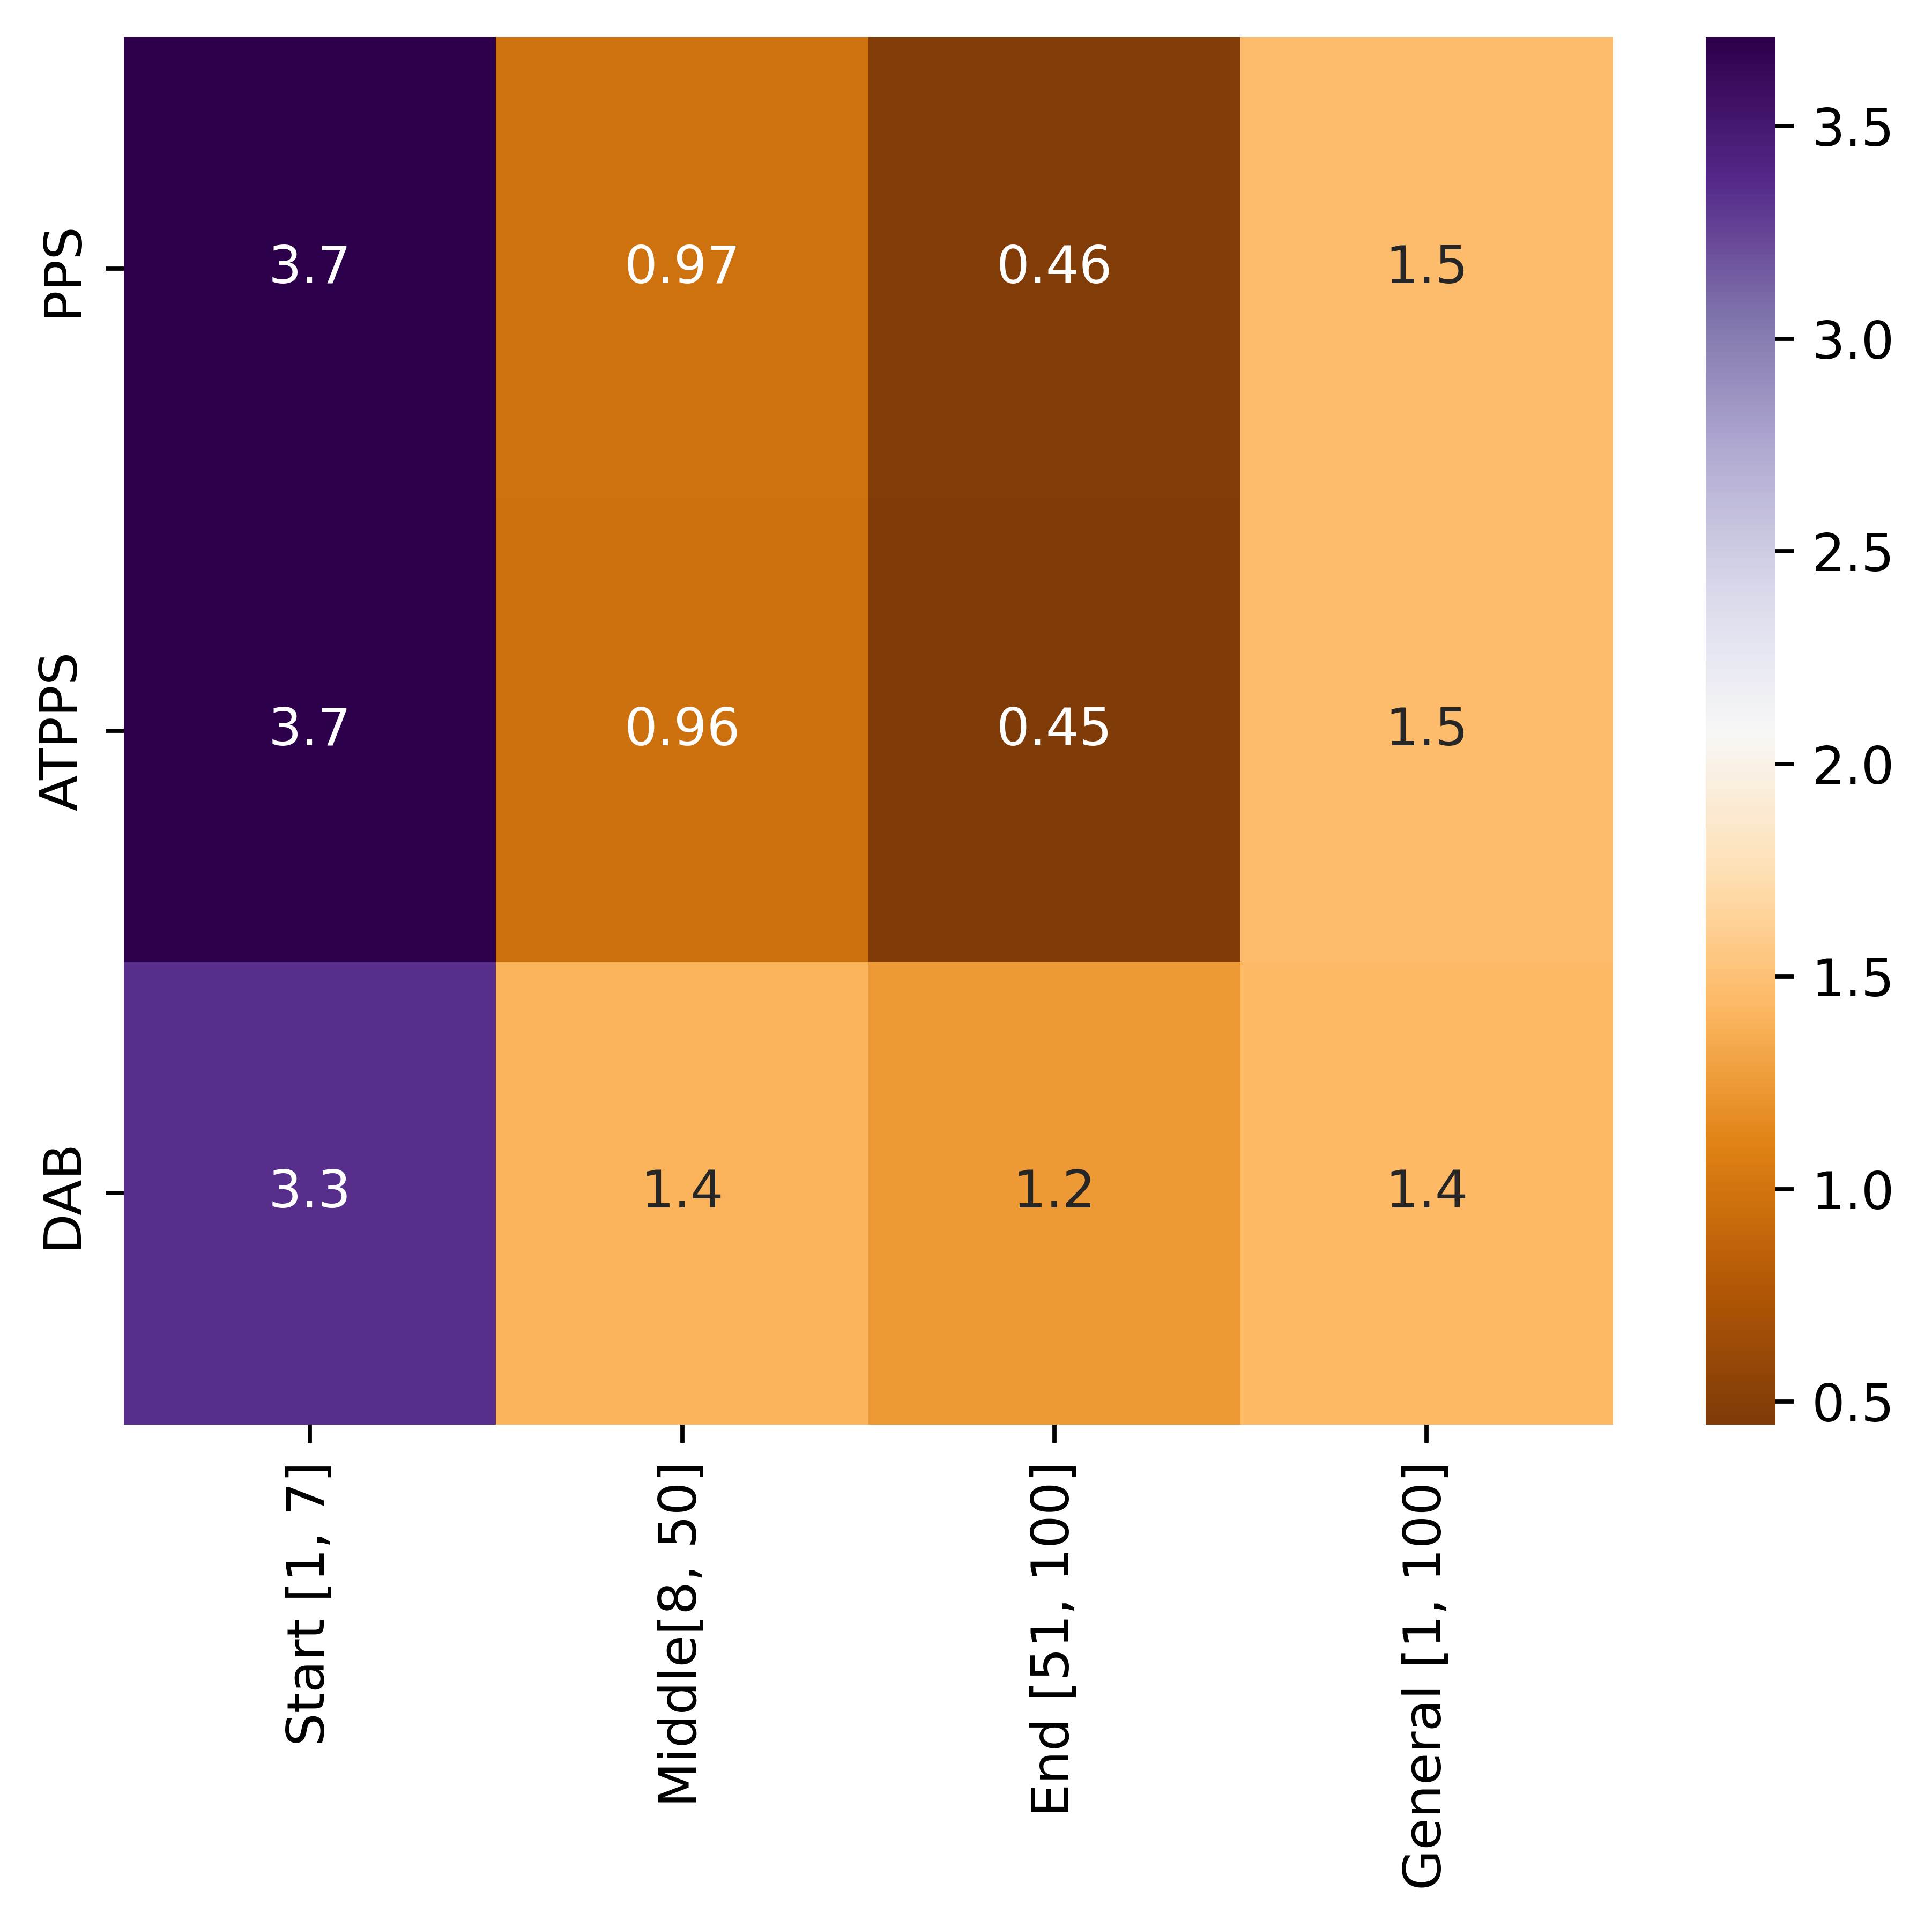 PPS
3.7 0.97 0.46 1.5
ATPPS
3.7 0.96 0.45 1.5
DAB
3.3 1.4 1.2 1.4
Start [1, 7]
Middle[8, 50]
End [51, 100]
General [1, 100]
3.5
3.0
2.5
2.0
1.5
1.0
0.5